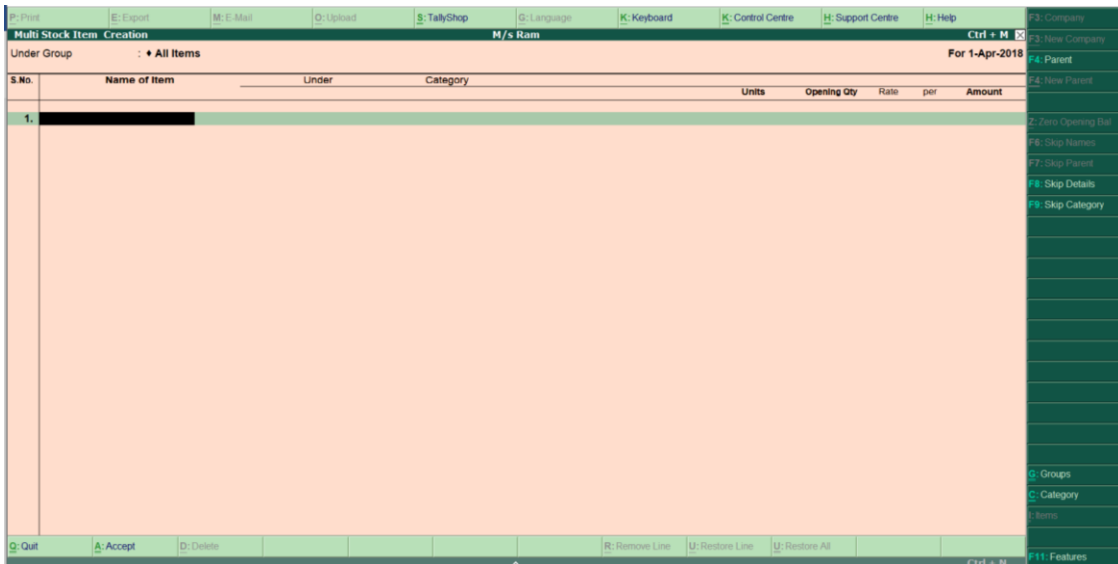 P: Print E: Export M: E-Mail O: Upload S: TallyShop G: Language K: Keyboard K: Control Centre H: Support Centre H: Help F3: Company
Multi Stock Item Creation M/s Ram Ctrl + M
F3: New Company
Under Group : ♦ All Items For 1-Apr-2018
F4: Parent
S.No. Name of Item Under Category
F4: New Parent
Units Opening Qty Rate per Amount
1.
Z: Zero Opening Bal
F6: Skip Names
F7: Skip Parent
F8: Skip Details
F9: Skip Category
G: Groups
C: Category
I: Items
Q: Quit A: Accept D: Delete R: Remove Line U: Restore Line U: Restore All
F11: Features
Ctrl + N